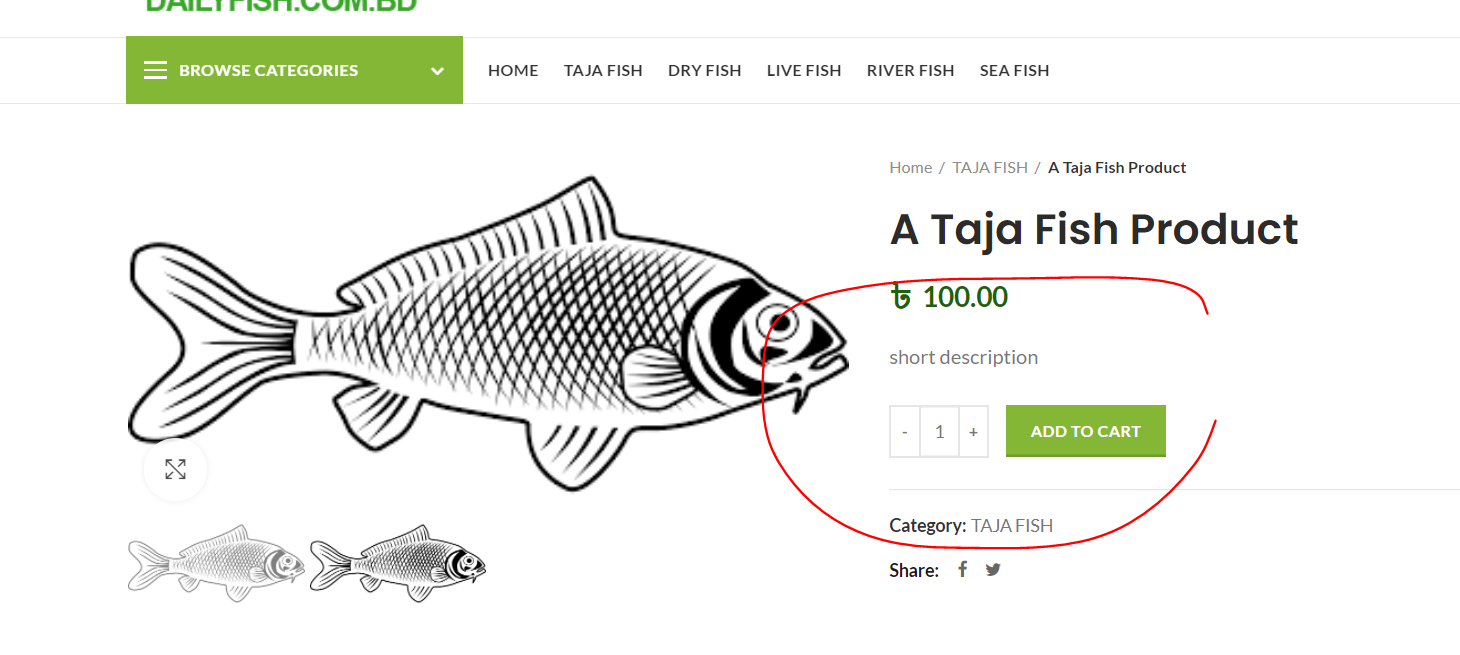 DAILYFISH.COM.BD
BROWSE CATEGORIES
HOME TAJA FISH DRY FISH LIVE FISH RIVER FISH SEA FISH
Home / TAJA FISH / A Taja Fish Product
A Taja Fish Product
৳ 100.00
short description
- 1 + ADD TO CART
Category: TAJA FISH
Share: